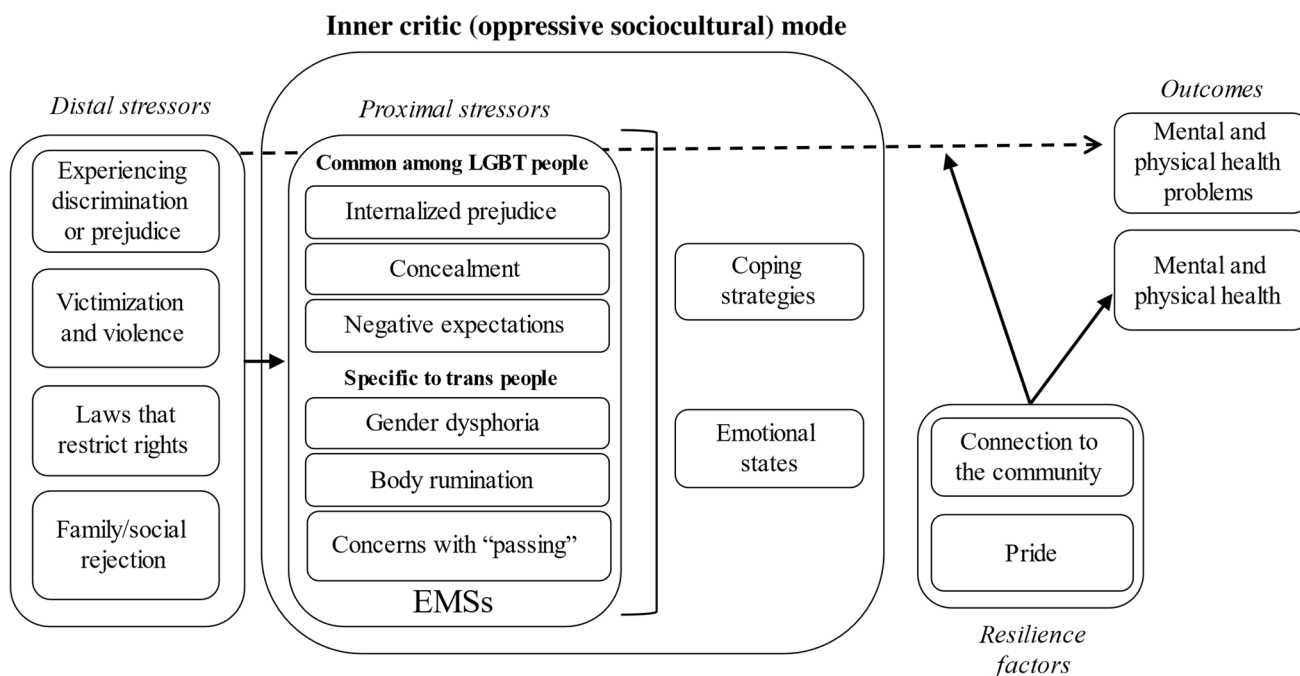 Inner critic (oppressive sociocultural) mode
Distal stressors
Experiencing
discrimination
or prejudice
Victimization
and violence
Laws that
restrict rights
Family/social
rejection
Proximal stressors
Common among LGBT people
Internalized prejudice
Concealment
Negative expectations
Specific to trans people
Gender dysphoria
Body rumination
Concerns with “passing”
EMSs
Coping
strategies
Emotional
states
Outcomes
Mental and
physical health
problems
Mental and
physical health
Connection to
the community
Pride
Resilience
factors